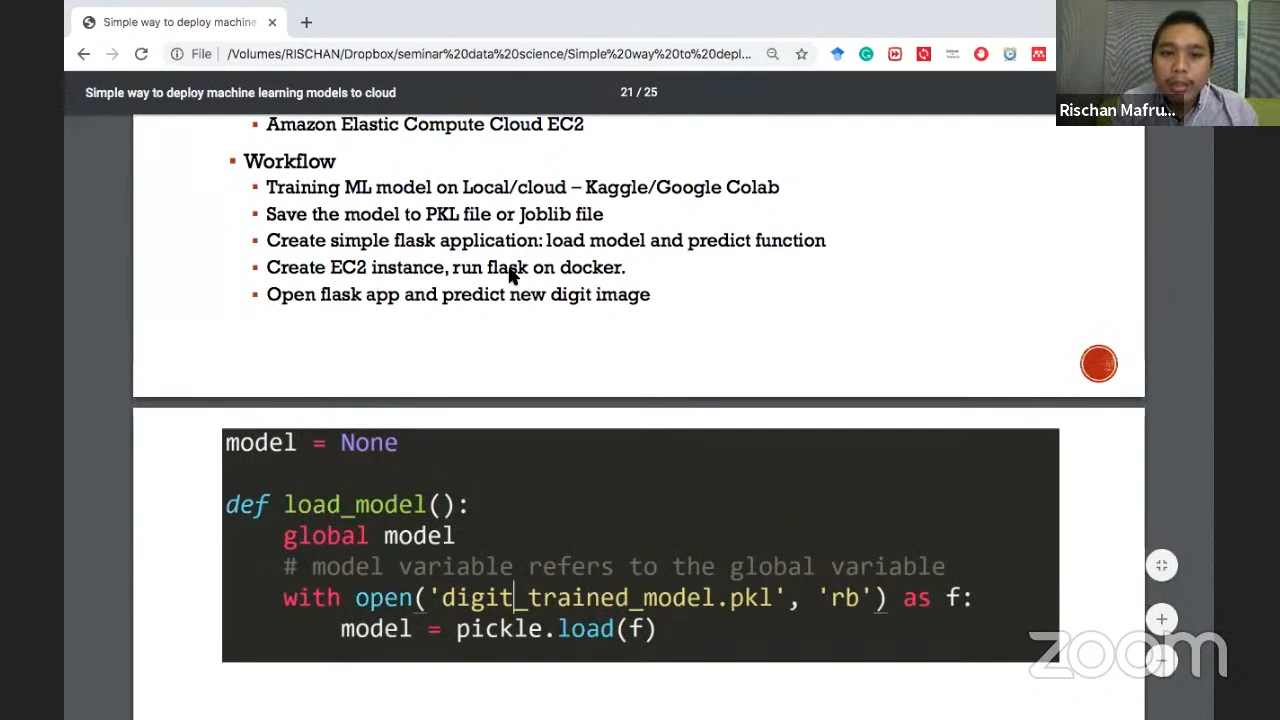 Simple way to deploy machine
File
/Volumes/RISCHAN/Dropbox/seminar%20data%20science/Simple%20way%20to%20depl...
Rischan Mafru...
Simple way to deploy machine learning models to cloud
21 / 25
Amazon Elastic Compute Cloud EC2
Workflow
Training ML model on Local/cloud – Kaggle/Google Colab
Save the model to PKL file or Joblib file
Create simple flask application: load model and predict function
Create EC2 instance, run flask on docker.
Open flask app and predict new digit image
model = None
def load_model():
global model
# model variable refers to the global variable
with open('digit_trained_model.pkl', 'rb') as f:
model = pickle.load(f)
zoom